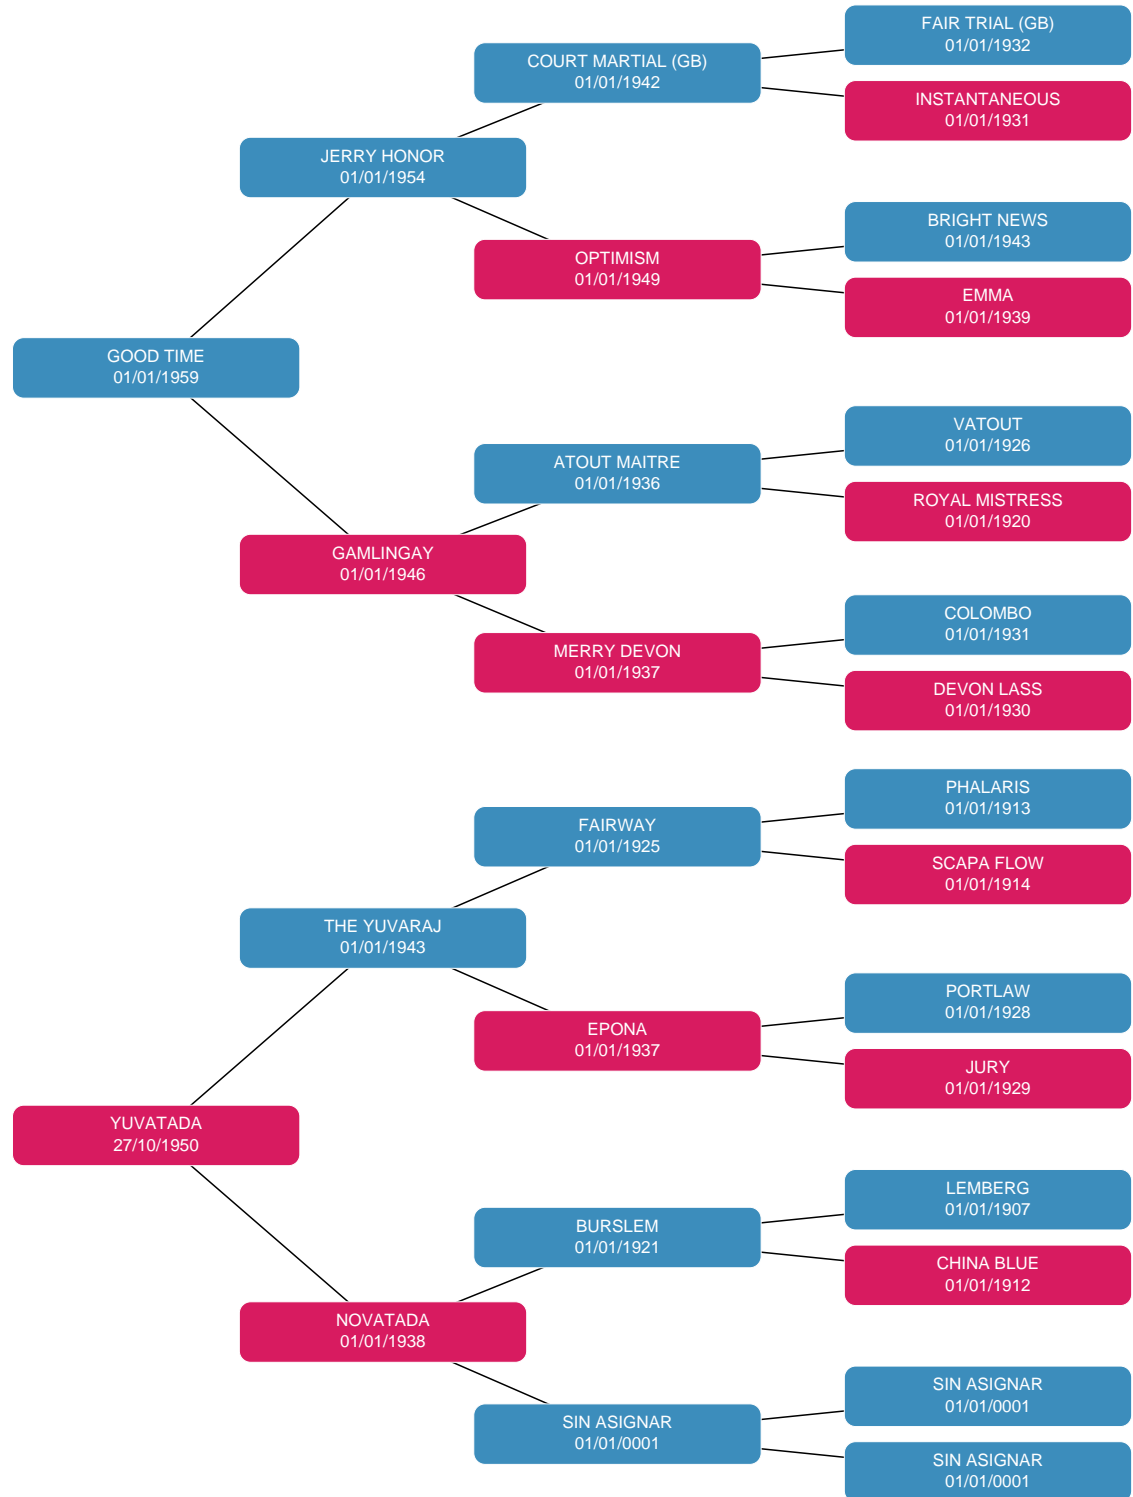 FAIR TRIAL (GB)
01/01/1932
COURT MARTIAL (GB)
01/01/1942
INSTANTANEOUS
01/01/1931
JERRY HONOR
01/01/1954
BRIGHT NEWS
01/01/1943
OPTIMISM
01/01/1949
EMMA
01/01/1939
GOOD TIME
01/01/1959
VATOUT
01/01/1926
ATOUT MAITRE
01/01/1936
ROYAL MISTRESS
01/01/1920
GAMLINGAY
01/01/1946
COLOMBO
01/01/1931
MERRY DEVON
01/01/1937
DEVON LASS
01/01/1930
PHALARIS
01/01/1913
FAIRWAY
01/01/1925
SCAPA FLOW
01/01/1914
THE YUVARAJ
01/01/1943
PORTLAW
01/01/1928
EPONA
01/01/1937
JURY
01/01/1929
YUVATADA
27/10/1950
LEMBERG
01/01/1907
BURSLEM
01/01/1921
CHINA BLUE
01/01/1912
NOVATADA
01/01/1938
SIN ASIGNAR
01/01/0001
SIN ASIGNAR
01/01/0001
SIN ASIGNAR
01/01/0001